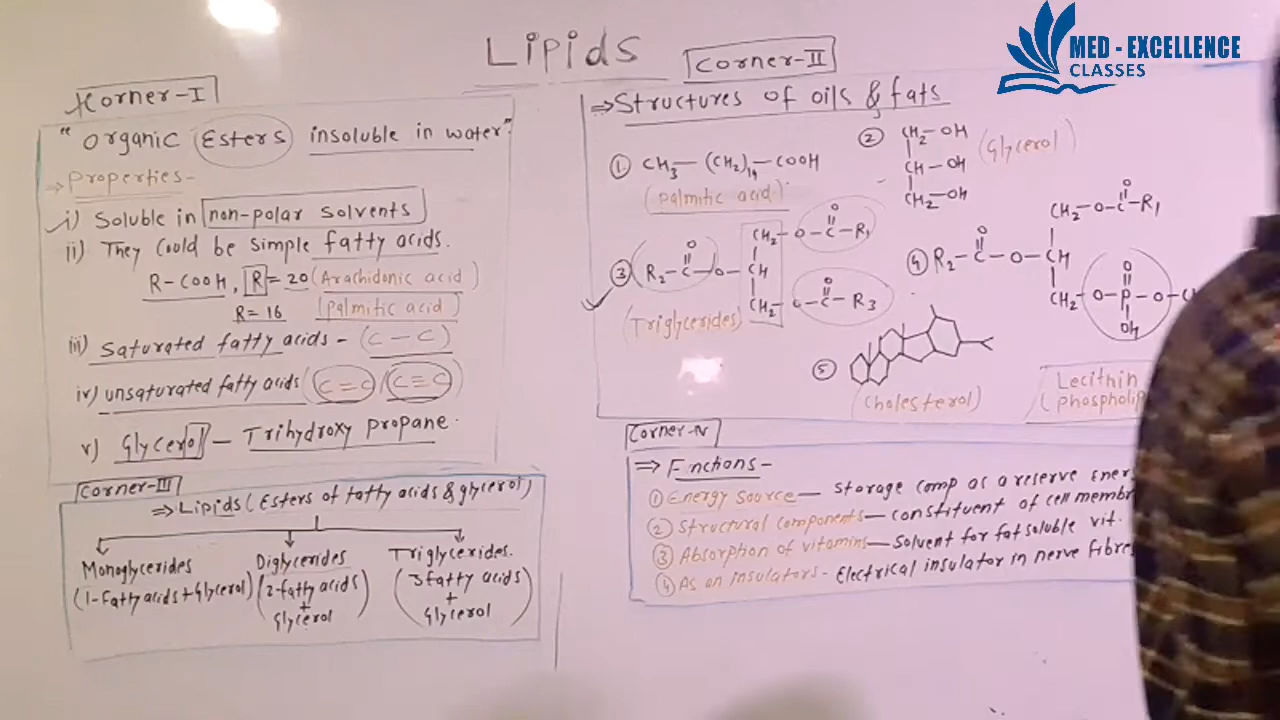 Lipids
MED - EXCELLENCE
CLASSES
Corner-I
"Organic Esters insoluble in water"
⇒ Properties-
i) Soluble in non-polar solvents
ii) They could be simple fatty acids.
R-COOH, R=20 (Arachidonic acid)
R=16 (Palmitic acid)
iii) Saturated fatty acids - (C-C)
iv) unsaturated fatty acids (C=C) (C≡C)
v) Glycerol - Trihydroxy propane.
Corner-II
⇒ Structures of oils & fats
① CH3-(CH2)14-COOH
(Palmitic acid)
② CH2-OH
CH-OH
CH2-OH
(Glycerol)
③ CH2-O-C-R1
O
R2-C-O-CH
O
CH2-O-C-R3
O
(Triglycerides)
④ CH2-O-C-R1
O
R2-C-O-CH
O
CH2-O-P-O-
O
OH
Lecithin
⑤
(Cholesterol)
Corner-III
⇒ Lipids (Esters of fatty acids & glycerol)
Monoglycerides
(1-Fatty acids + Glycerol)
Diglycerides
(2-fatty acids
+
Glycerol)
Triglycerides.
(3fatty acids
+
Glycerol)
Corner-IV
⇒ Fnctions-
① Energy Source- Storage comp as a reserve Ener
② Structural components- constituent of cell membr
③ Absorption of vitamins- Solvent for fat soluble vit.
④ As an insulators- Electrical insulator in nerve fibres